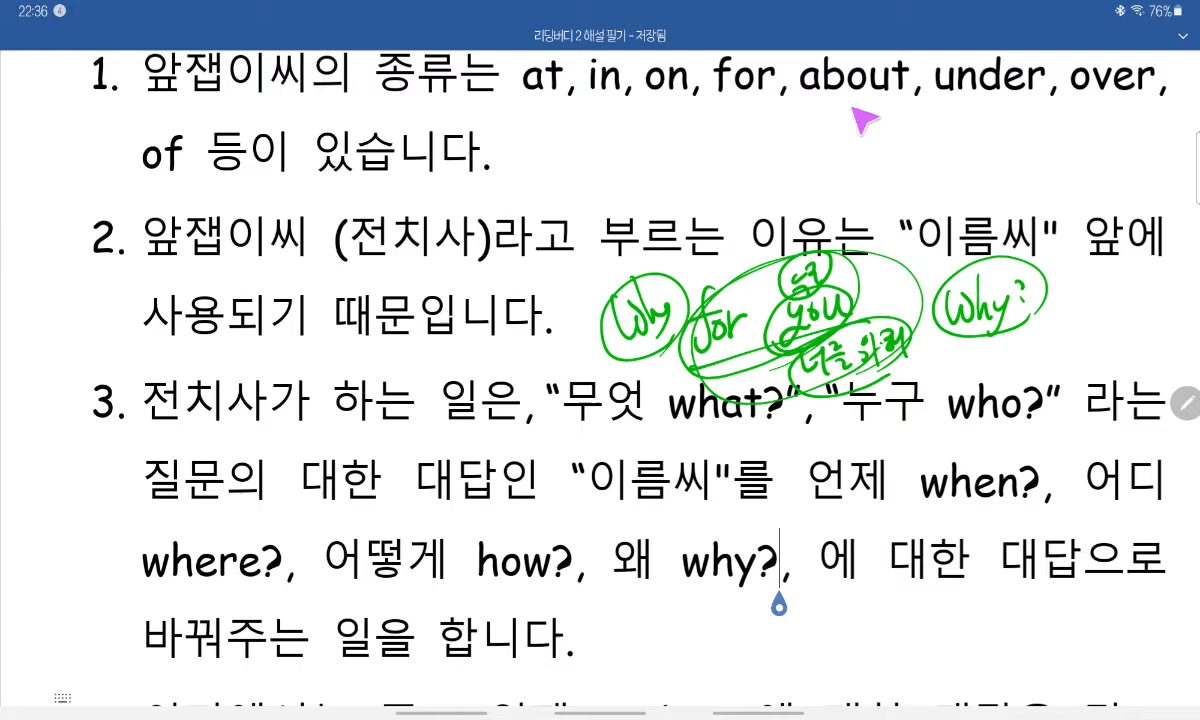 22:36 4 76%
리딩버디 2 해설 필기 - 저장됨
1. 앞잽이씨의 종류는 at, in, on, for, about, under, over,
of 등이 있습니다.
2. 앞잽이씨 (전치사)라고 부르는 이유는 “이름씨" 앞에
사용되기 때문입니다.
Why for you Why?
너를 위해
3. 전치사가 하는 일은, “무엇 what?”, “누구 who?” 라는
질문의 대한 대답인 “이름씨"를 언제 when?, 어디
where?, 어떻게 how?, 왜 why?, 에 대한 대답으로
바꿔주는 일을 합니다.